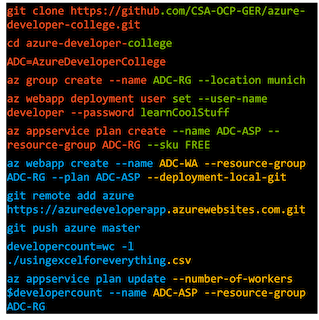 git clone https://github.com/CSA-OCP-GER/azure-
developer-college.git
cd azure-developer-college
ADC=AzureDeveloperCollege
az group create --name ADC-RG --location munich
az webapp deployment user set --user-name
developer --password learnCoolStuff
az appservice plan create --name ADC-ASP --
resource-group ADC-RG --sku FREE
az webapp create --name ADC-WA --resource-group
ADC-RG --plan ADC-ASP --deployment-local-git
git remote add azure
https://azuredeveloperapp.azurewebsites.com.git
git push azure master
developercount=wc -l
./usingexcelforeverything.csv
az appservice plan update --number-of-workers
$developercount --name ADC-ASP --resource-group
ADC-RG